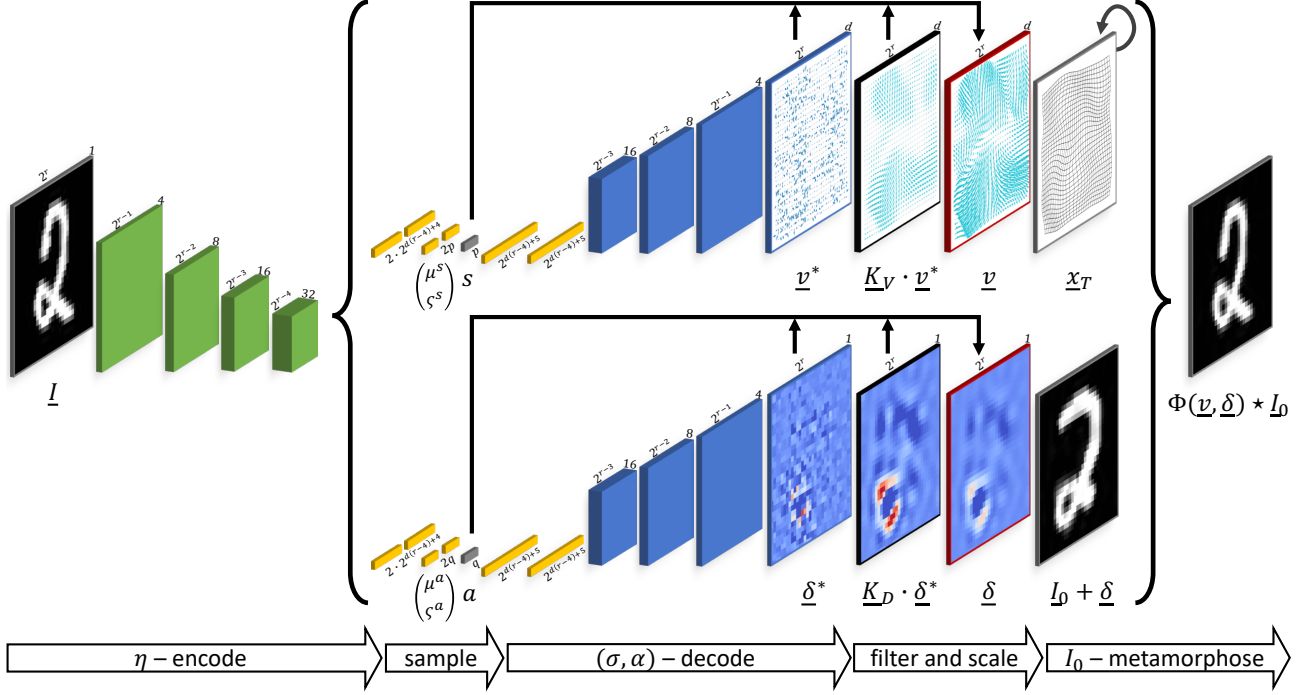 2^r 1
2^{r-1} 4
2^{r-2} 8
2^{r-3} 16
2^{r-4} 32
I
2 · 2^{d(r-4)+4}
2p
p
2^{d(r-4)+5}
2^{d(r-4)+5}
(μ^s ς^s) s
2^{r-3} 16
2^{r-2} 8
2^{r-1} 4
2^r d
2^r d
2^r d
v* K_V · v* v x_T
2 · 2^{d(r-4)+4}
2q
q
2^{d(r-4)+5}
2^{d(r-4)+5}
(μ^a ς^a) a
2^{r-3} 16
2^{r-2} 8
2^{r-1} 4
2^r 1
2^r 1
2^r 1
δ* K_D · δ* δ I_0 + δ
Φ(v, δ) ⋆ I_0
η – encode
sample
(σ, α) – decode
filter and scale
I_0 – metamorphose